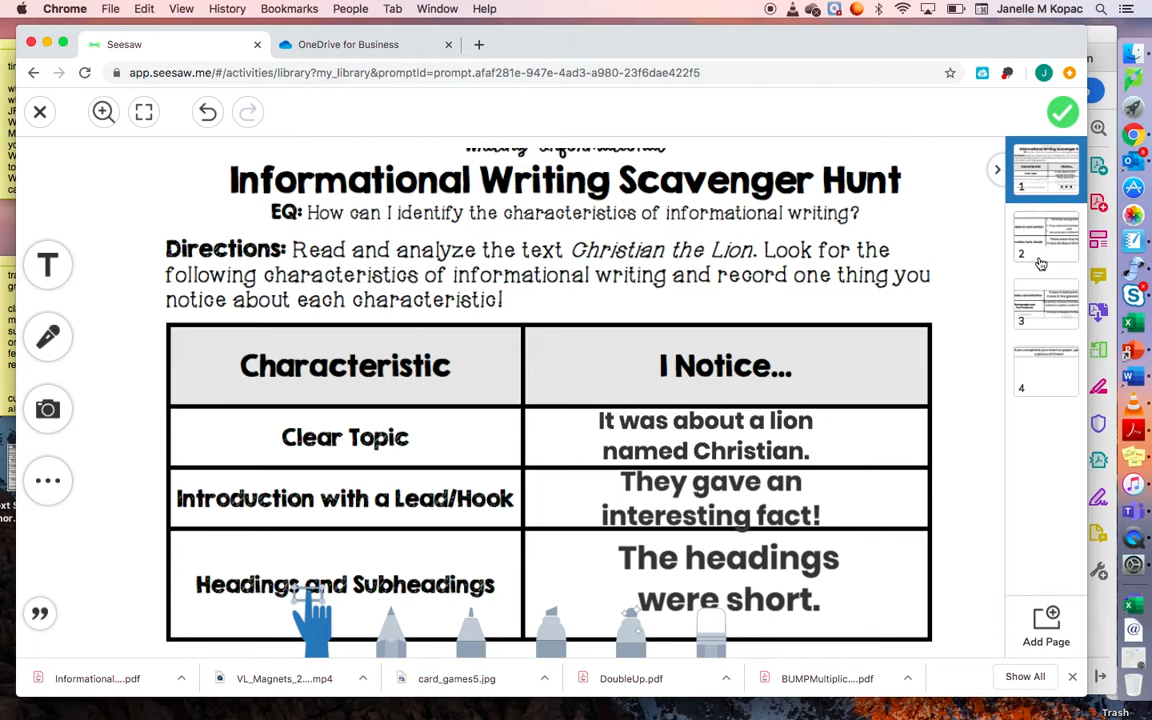 Chrome File Edit View History Bookmarks People Tab Window Help Janelle M Kopac
Seesaw OneDrive for Business
app.seesaw.me/#/activities/library?my_library&promptId=prompt.afaf281e-947e-4ad3-a980-23f6dae422f5
Writing Informational
Informational Writing Scavenger Hunt
EQ: How can I identify the characteristics of informational writing?
Directions: Read and analyze the text Christian the Lion. Look for the
following characteristics of informational writing and record one thing you
notice about each characteristic!
Characteristic I Notice...
Clear Topic It was about a lion
named Christian.
Introduction with a Lead/Hook They gave an
interesting fact!
Headings and Subheadings The headings
were short.
1
2
3
4
Add Page
Informational....pdf VL_Magnets_2....mp4 card_games5.jpg DoubleUp.pdf BUMPMultiplic....pdf Show All
Trash